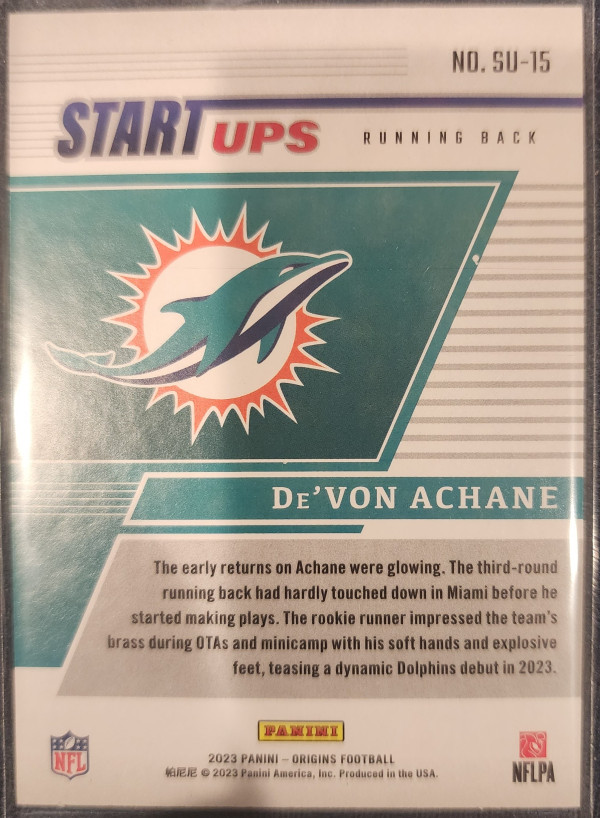 NO. SU-15
START UPS
RUNNING BACK
DE'VON ACHANE
The early returns on Achane were glowing. The third-round
running back had hardly touched down in Miami before he
started making plays. The rookie runner impressed the team's
brass during OTAs and minicamp with his soft hands and explosive
feet, teasing a dynamic Dolphins debut in 2023.
PANINI
2023 PANINI – ORIGINS FOOTBALL
帕尼尼 © 2023 Panini America, Inc. Produced in the USA.
NFL
NFLPA